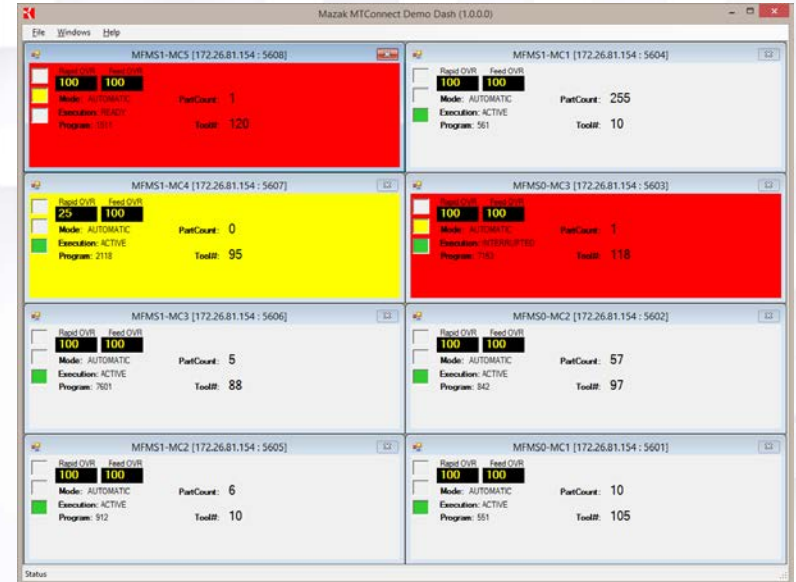 Mazak MTConnect Demo Dash (1.0.0.0)
File Windows Help
MFMS1-MC5 [172.26.81.154 : 5608]
Rapid OVR Feed OVR
100 100
Mode: AUTOMATIC PartCount: 1
Execution: READY
Program: Tool#: 120
MFMS1-MC1 [172.26.81.154 : 5604]
Rapid OVR Feed OVR
100 100
Mode: AUTOMATIC PartCount: 255
Execution: ACTIVE
Program: 561 Tool#: 10
MFMS1-MC4 [172.26.81.154 : 5607]
Rapid OVR Feed OVR
25 100
Mode: AUTOMATIC PartCount: 0
Execution: ACTIVE
Program: 2118 Tool#: 95
MFMS0-MC3 [172.26.81.154 : 5603]
Rapid OVR Feed OVR
100 100
Mode: AUTOMATIC PartCount: 1
Execution: INTERRUPTED
Program: Tool#: 118
MFMS1-MC3 [172.26.81.154 : 5606]
Rapid OVR Feed OVR
100 100
Mode: AUTOMATIC PartCount: 5
Execution: ACTIVE
Program: 7601 Tool#: 88
MFMS0-MC2 [172.26.81.154 : 5602]
Rapid OVR Feed OVR
100 100
Mode: AUTOMATIC PartCount: 57
Execution: ACTIVE
Program: 842 Tool#: 97
MFMS1-MC2 [172.26.81.154 : 5605]
Rapid OVR Feed OVR
100 100
Mode: AUTOMATIC PartCount: 6
Execution: ACTIVE
Program: 912 Tool#: 10
MFMS0-MC1 [172.26.81.154 : 5601]
Rapid OVR Feed OVR
100 100
Mode: AUTOMATIC PartCount: 10
Execution: ACTIVE
Program: 551 Tool#: 105
Status